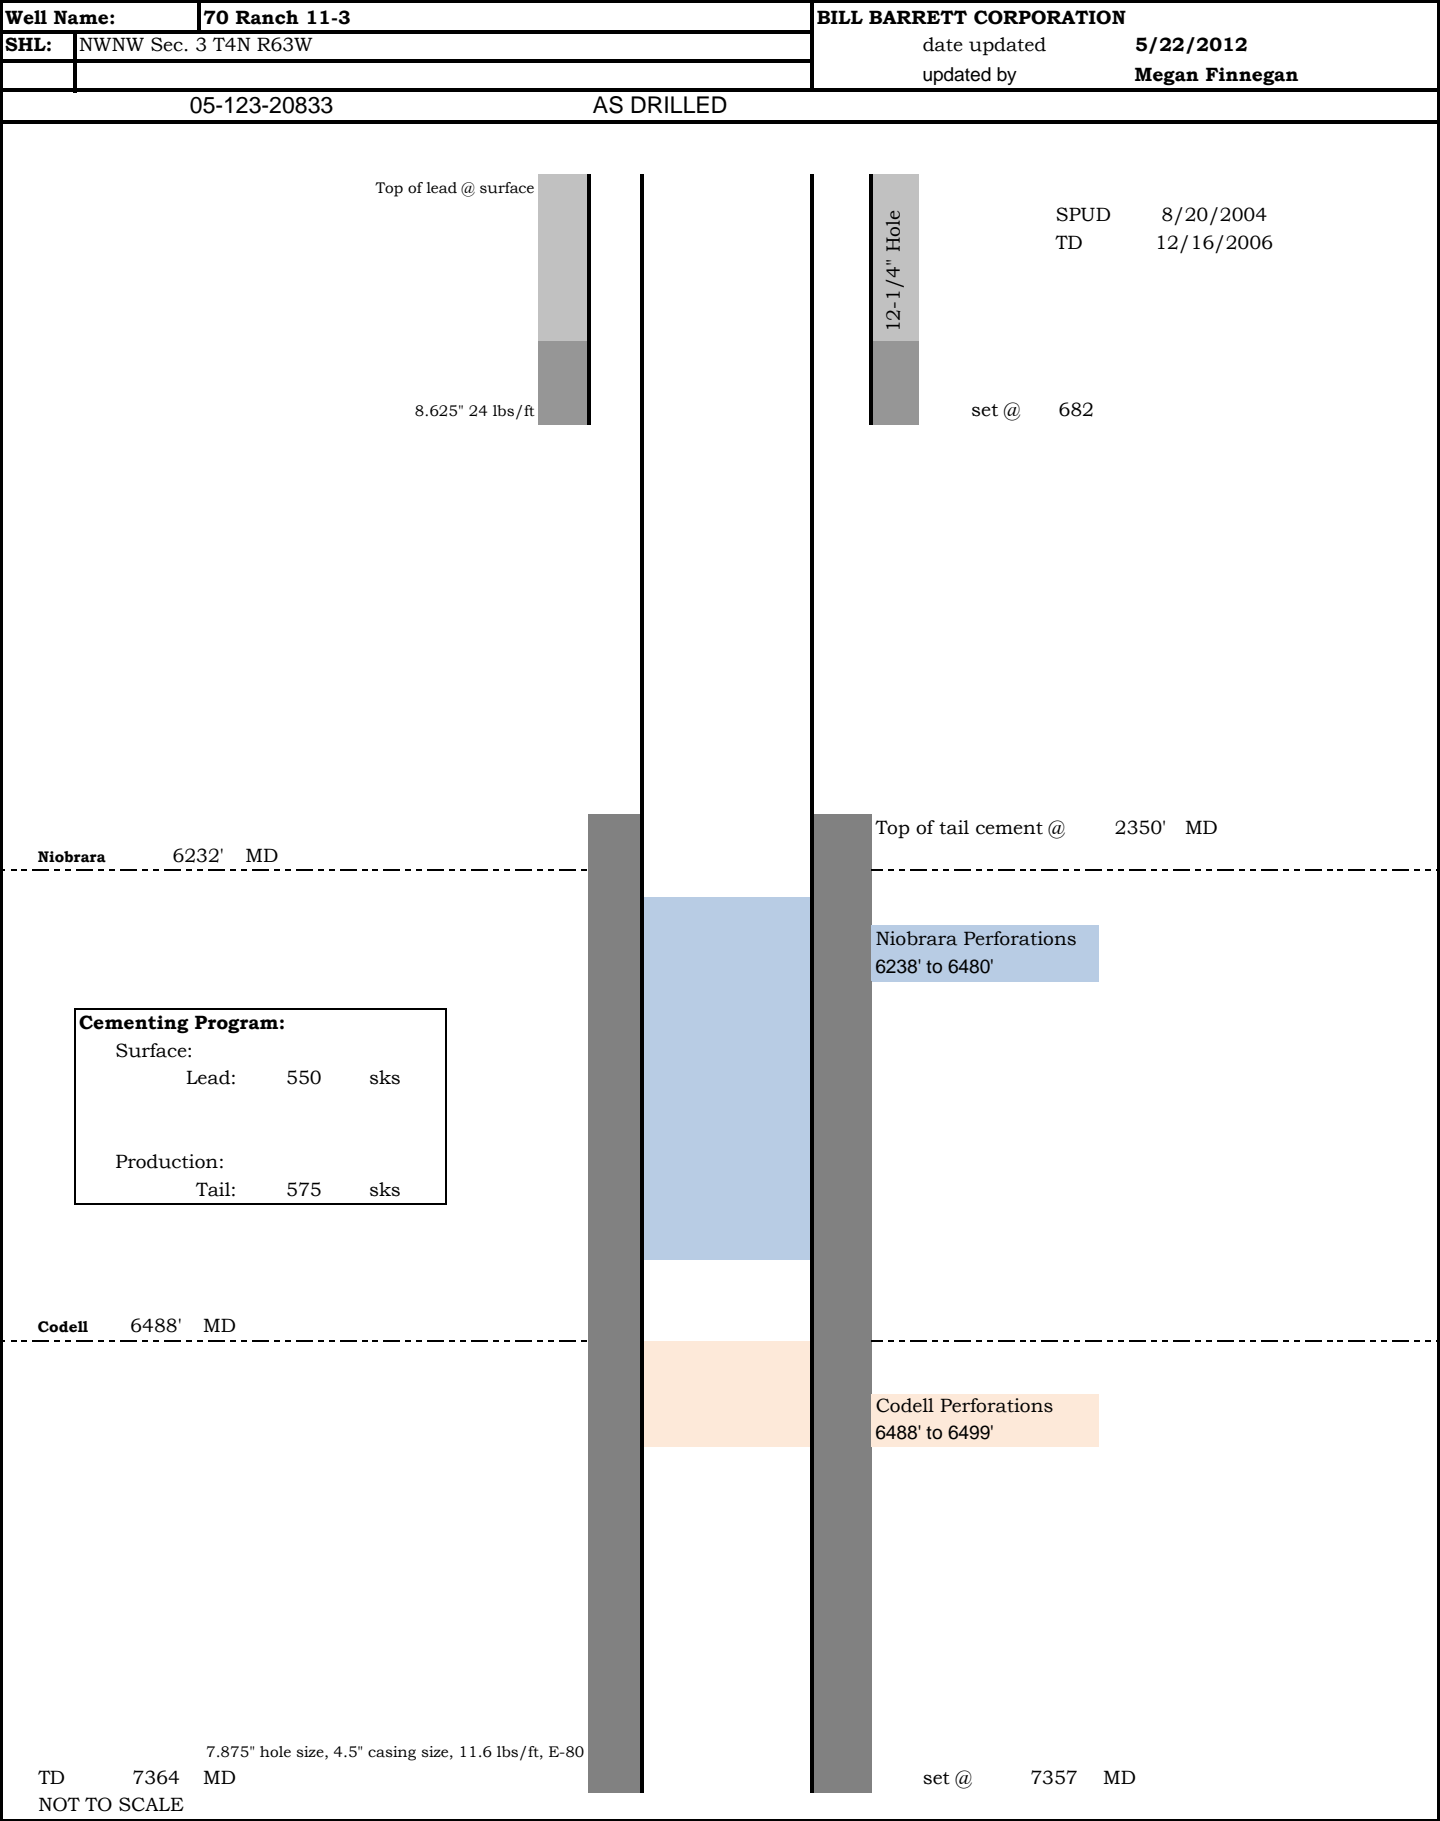 Well Name: 70 Ranch 11-3 BILL BARRETT CORPORATION
SHL: NWNW Sec. 3 T4N R63W date updated 5/22/2012
updated by Megan Finnegan
05-123-20833 AS DRILLED
Top of lead @ surface
12-1/4" Hole
SPUD 8/20/2004
TD 12/16/2006
8.625" 24 lbs/ft set @ 682
Top of tail cement @ 2350' MD
Niobrara 6232' MD
Niobrara Perforations
6238' to 6480'
Cementing Program:
Surface:
Lead: 550 sks
Production:
Tail: 575 sks
Codell 6488' MD
Codell Perforations
6488' to 6499'
7.875" hole size, 4.5" casing size, 11.6 lbs/ft, E-80
TD 7364 MD set @ 7357 MD
NOT TO SCALE